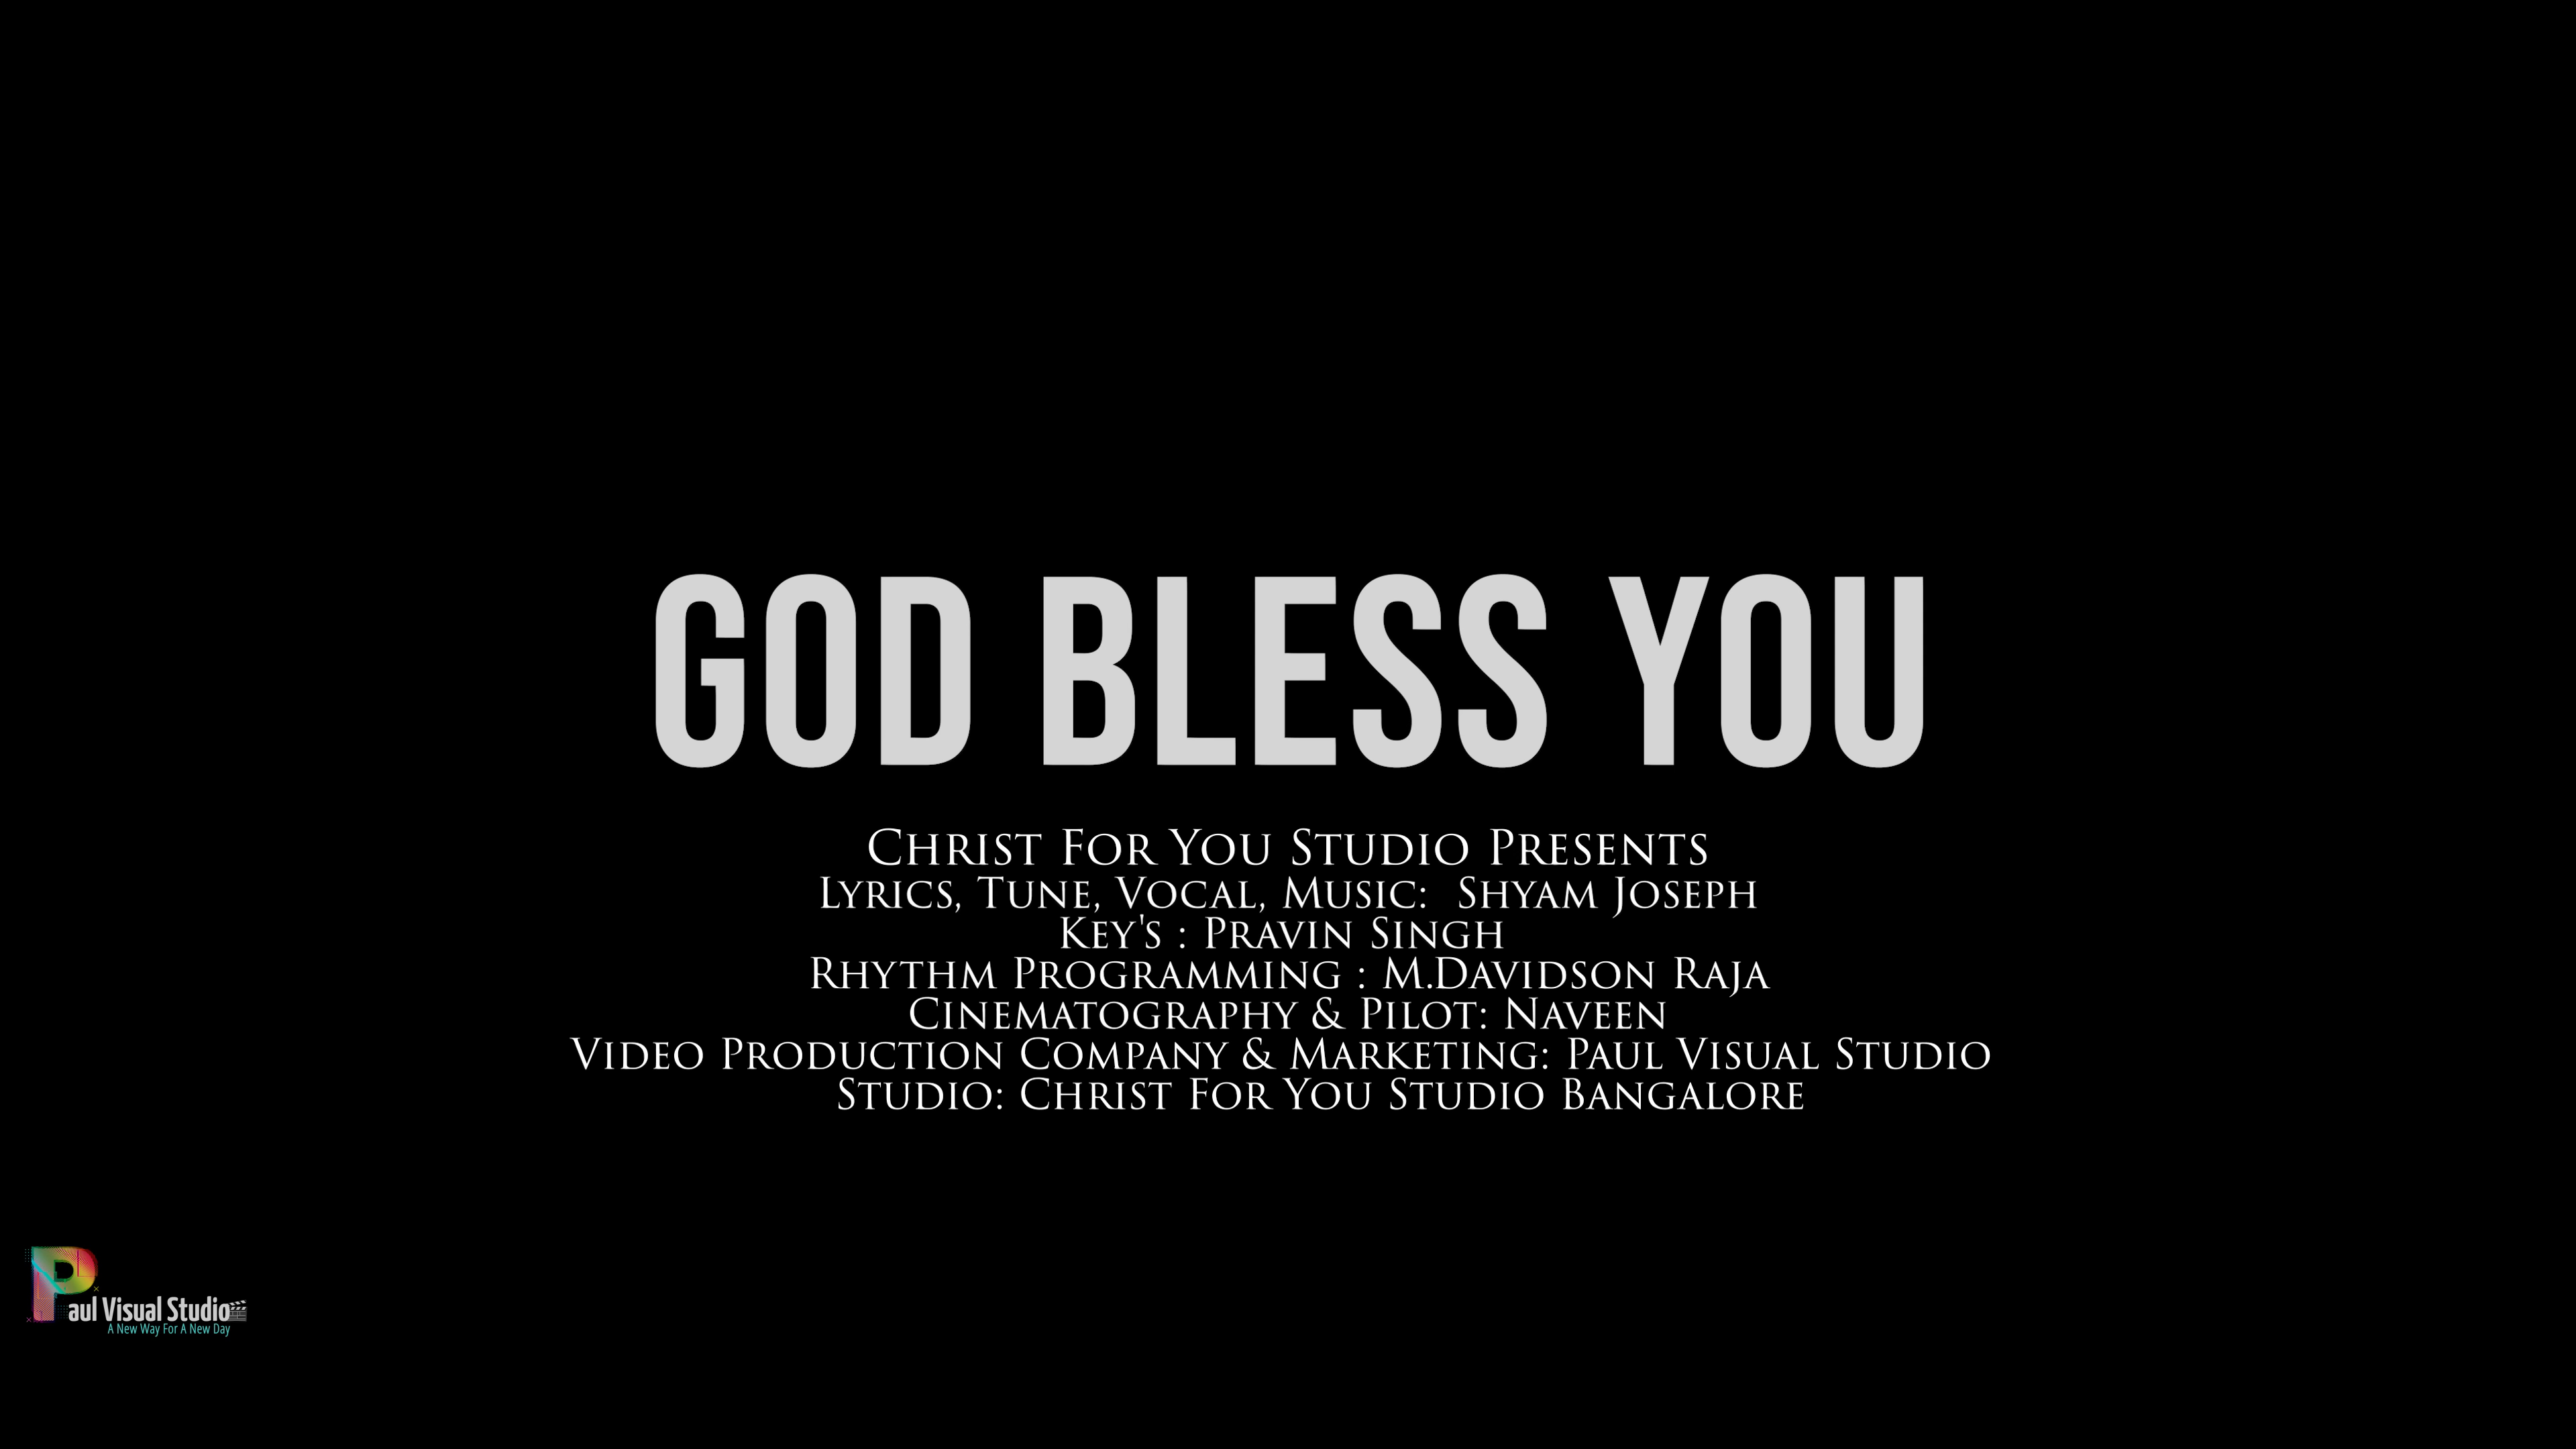 GOD BLESS YOU
Christ For You Studio Presents
Lyrics, Tune, Vocal, Music:  Shyam Joseph
Key's : Pravin Singh
Rhythm Programming : M.Davidson Raja
Cinematography & Pilot: Naveen
Video Production Company & Marketing: Paul Visual Studio
Studio: Christ For You Studio Bangalore
Paul Visual Studio
A New Way For A New Day